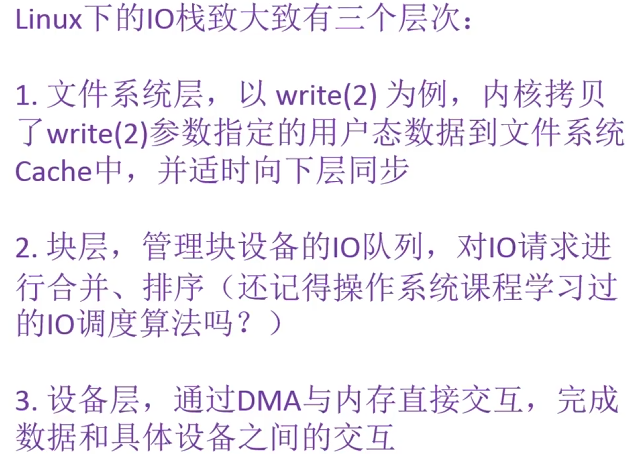 Linux下的IO栈致大致有三个层次：
1. 文件系统层，以 write(2) 为例，内核拷贝
了write(2)参数指定的用户态数据到文件系统
Cache中，并适时向下层同步
2. 块层，管理块设备的IO队列，对IO请求进
行合并、排序（还记得操作系统课程学习过
的IO调度算法吗？）
3. 设备层，通过DMA与内存直接交互，完成
数据和具体设备之间的交互